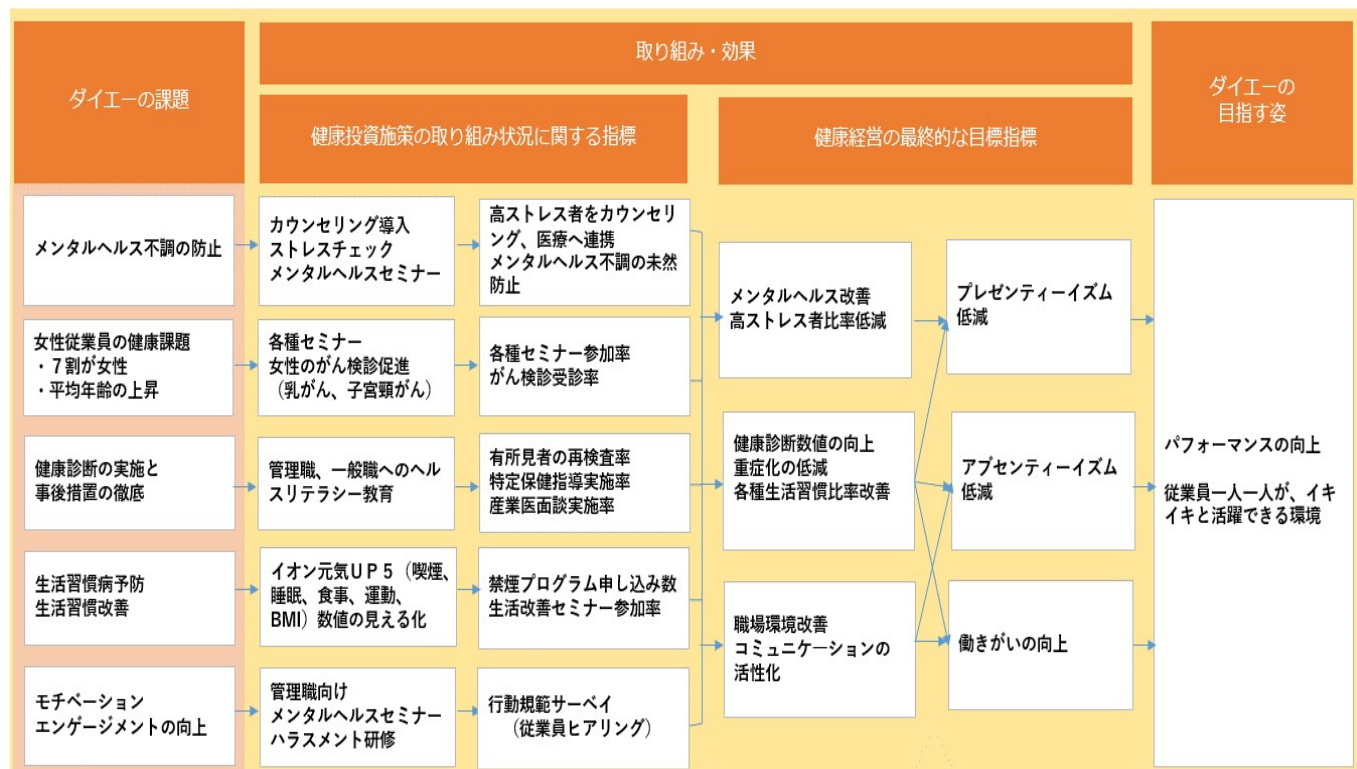 ダイエーの課題
取り組み・効果
健康投資施策の取り組み状況に関する指標
健康経営の最終的な目標指標
ダイエーの
目指す姿
メンタルヘルス不調の防止
カウンセリング導入
ストレスチェック
メンタルヘルスセミナー
高ストレス者をカウンセリ
ング、医療へ連携
メンタルヘルス不調の未然
防止
女性従業員の健康課題
・７割が女性
・平均年齢の上昇
各種セミナー
女性のがん検診促進
（乳がん、子宮頸がん）
各種セミナー参加率
がん検診受診率
健康診断の実施と
事後措置の徹底
管理職、一般職へのヘル
スリテラシー教育
有所見者の再検査率
特定保健指導実施率
産業医面談実施率
生活習慣病予防
生活習慣改善
イオン元気ＵＰ５（喫煙、
睡眠、食事、運動、
BMI）数値の見える化
禁煙プログラム申し込み数
生活改善セミナー参加率
モチベーション
エンゲージメントの向上
管理職向け
メンタルヘルスセミナー
ハラスメント研修
行動規範サーベイ
（従業員ヒアリング）
メンタルヘルス改善
高ストレス者比率低減
健康診断数値の向上
重症化の低減
各種生活習慣比率改善
職場環境改善
コミュニケーションの
活性化
プレゼンティーイズム
低減
アブセンティーイズム
低減
働きがいの向上
パフォーマンスの向上
従業員一人一人が、イキ
イキと活躍できる環境